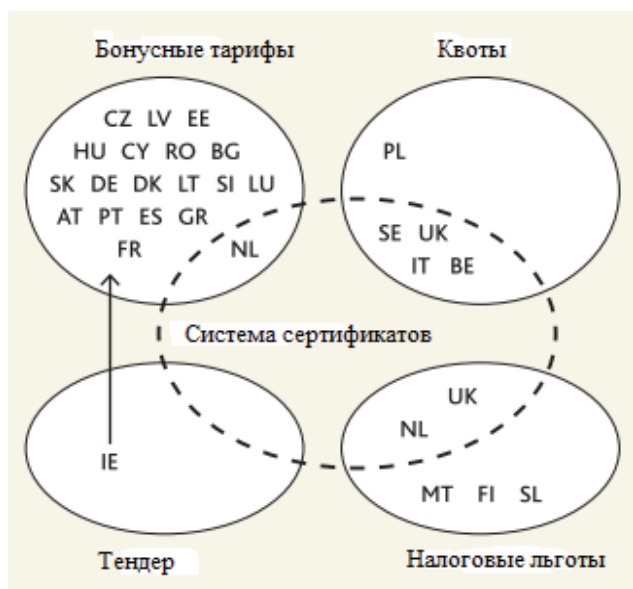 Бонусные тарифы
Квоты
CZ LV EE
HU CY RO BG
SK DE DK LT SI LU
AT PT ES GR
FR NL
PL
SE UK
IT BE
Система сертификатов
IE
UK
NL
MT FI SL
Тендер
Налоговые льготы